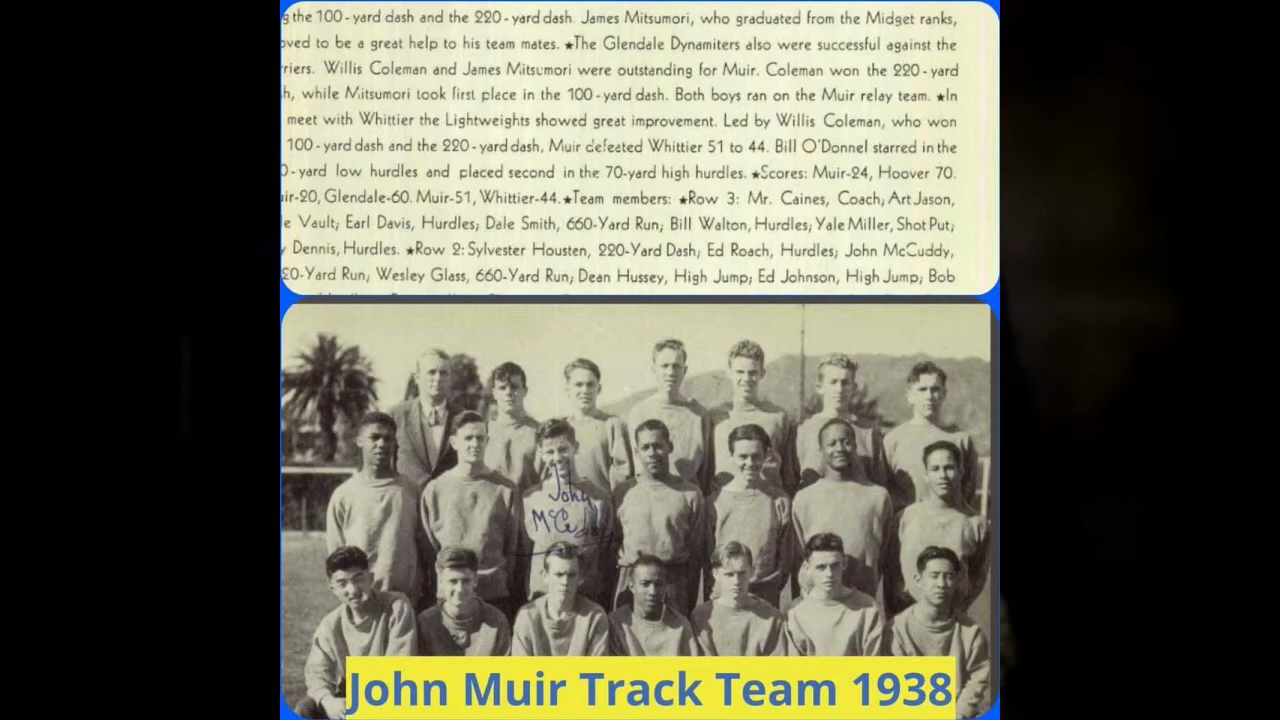 g the 100-yard dash and the 220-yard dash. James Mitsumori, who graduated from the Midget ranks,
oved to be a great help to his team mates. ★The Glendale Dynamiters also were successful against the
rriers. Willis Coleman and James Mitsumori were outstanding for Muir. Coleman won the 220-yard
h, while Mitsumori took first place in the 100-yard dash. Both boys ran on the Muir relay team. ★In
meet with Whittier the Lightweights showed great improvement. Led by Willis Coleman, who won
100-yard dash and the 220-yard dash, Muir defeated Whittier 51 to 44. Bill O'Donnel starred in the
0-yard low hurdles and placed second in the 70-yard high hurdles. ★Scores: Muir-24, Hoover 70.
ir-20, Glendale-60. Muir-51, Whittier-44. ★Team members: ★Row 3: Mr. Caines, Coach; Art Jason,
e Vault; Earl Davis, Hurdles; Dale Smith, 660-Yard Run; Bill Walton, Hurdles; Yale Miller, Shot Put;
y Dennis, Hurdles. ★Row 2: Sylvester Housten, 220-Yard Dash; Ed Roach, Hurdles; John McCuddy,
20-Yard Run; Wesley Glass, 660-Yard Run; Dean Hussey, High Jump; Ed Johnson, High Jump; Bob
John
John Muir Track Team 1938